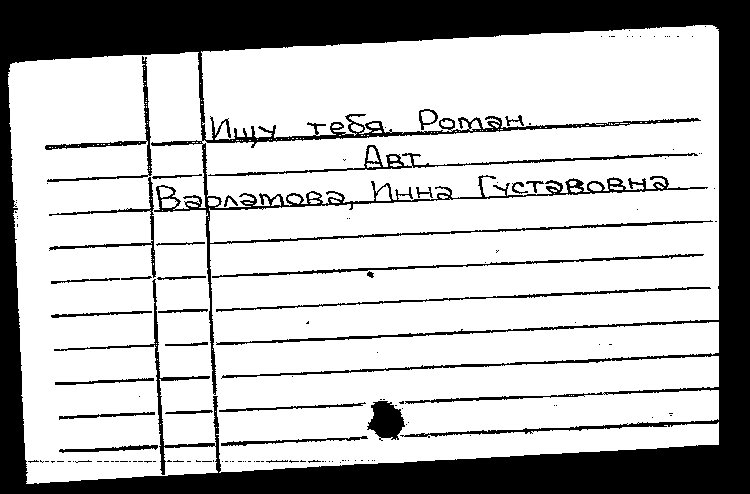 Ищу тебя. Роман.
Авт.
Варламова, Инна Густавовна